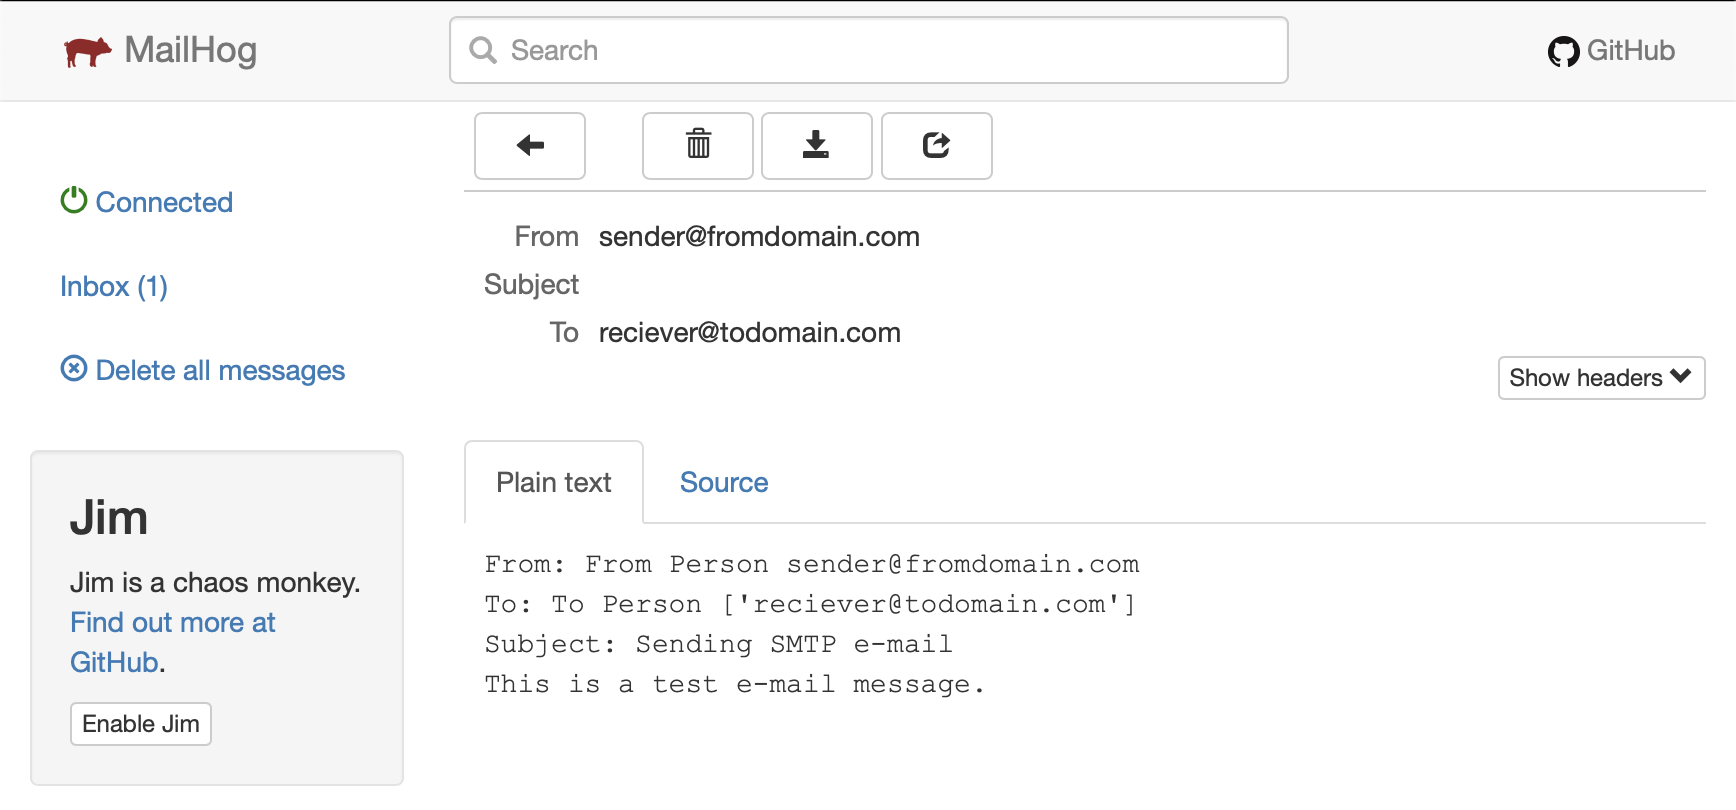 MailHog
Search
GitHub
Connected
Inbox (1)
Delete all messages
Jim
Jim is a chaos monkey.
Find out more at
GitHub.
Enable Jim
From sender@fromdomain.com
Subject
To reciever@todomain.com
Show headers
Plain text Source
From: From Person sender@fromdomain.com
To: To Person ['reciever@todomain.com']
Subject: Sending SMTP e-mail
This is a test e-mail message.